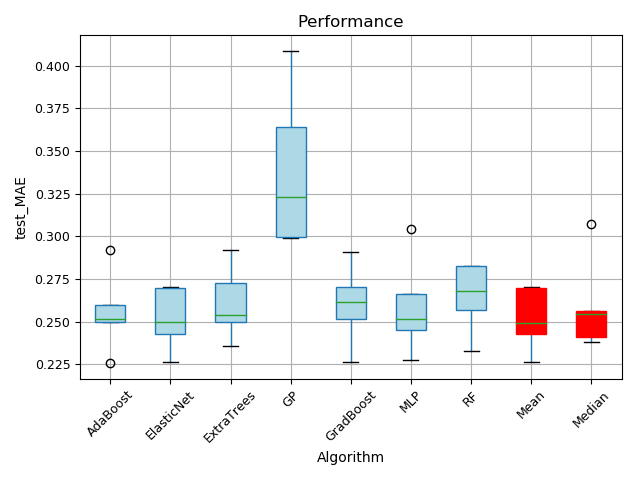 Performance
test_MAE
0.400
0.375
0.350
0.325
0.300
0.275
0.250
0.225
AdaBoost
ElasticNet
ExtraTrees
GP
GradBoost
MLP
RF
Mean
Median
Algorithm